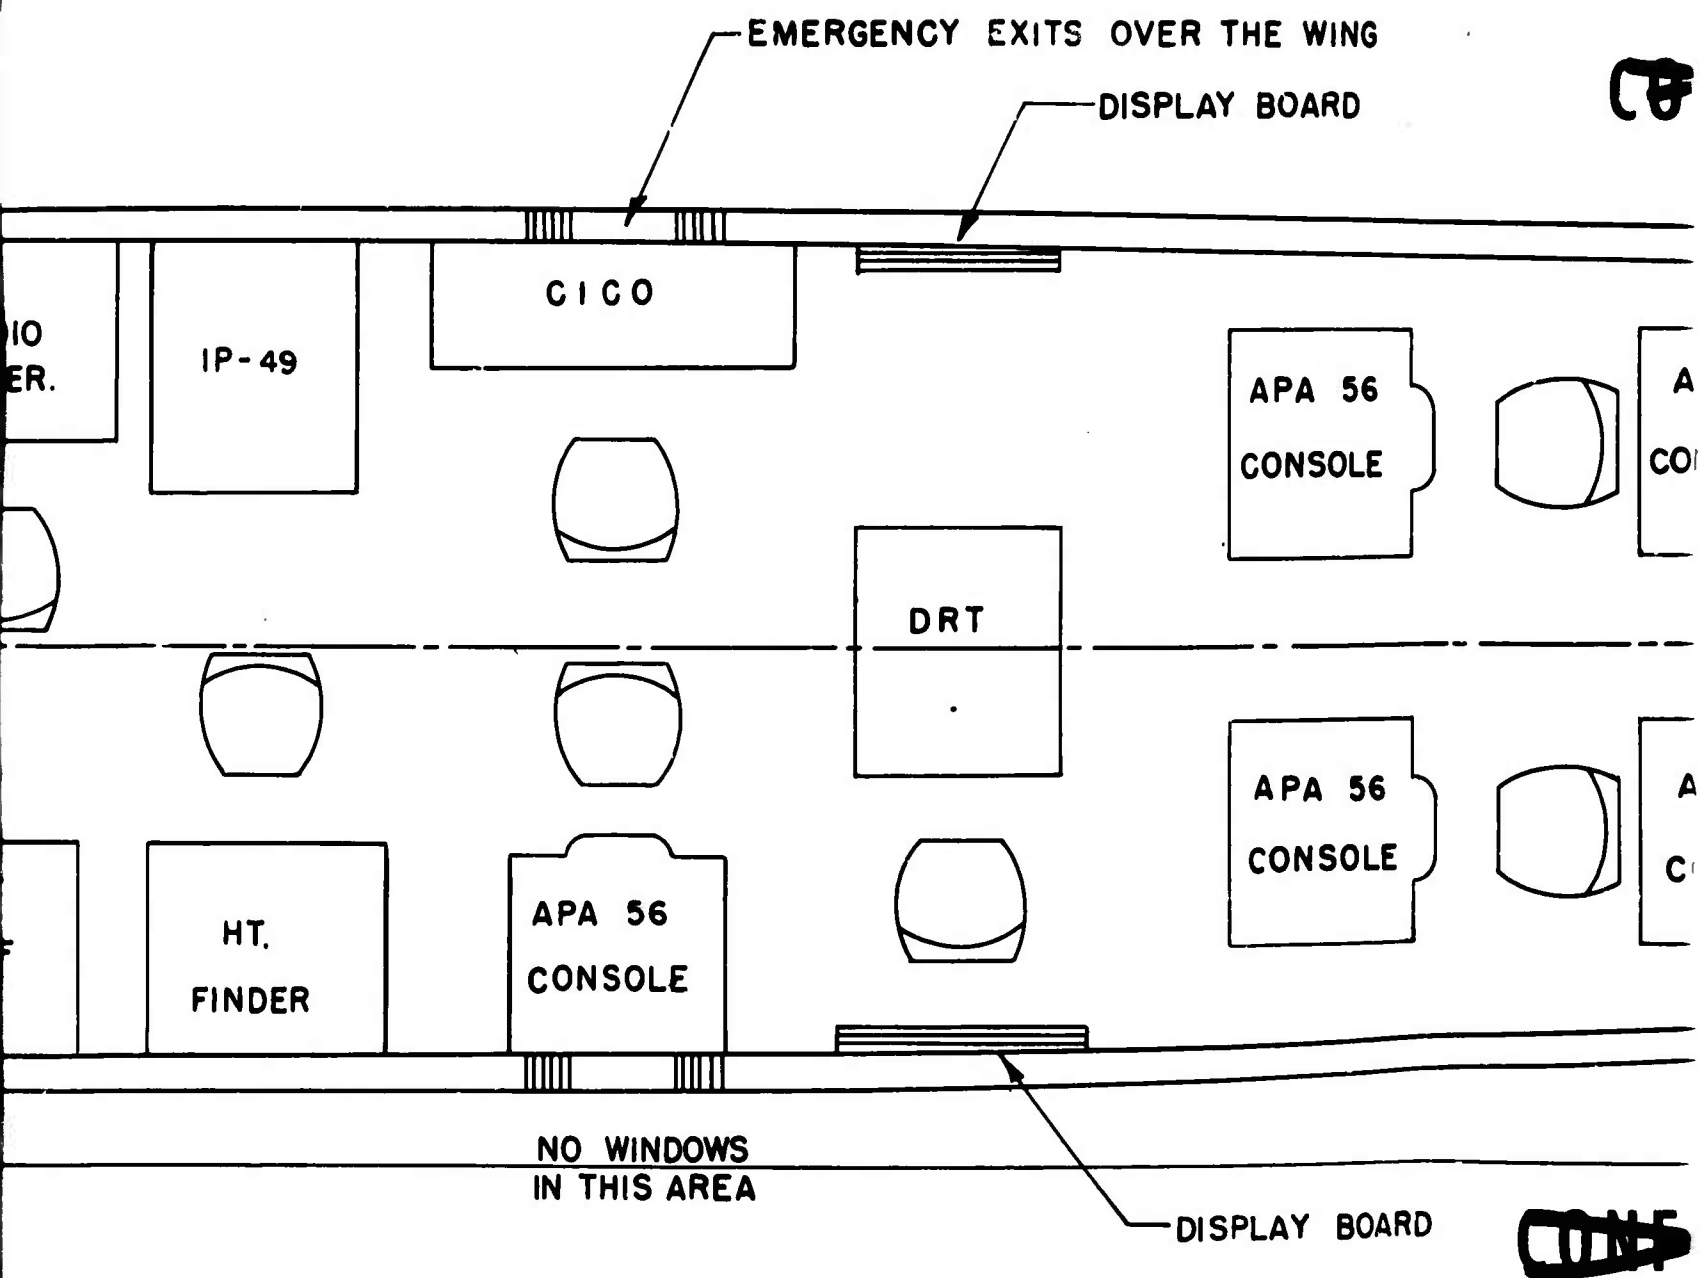 EMERGENCY EXITS OVER THE WING
DISPLAY BOARD
CICO
IP-49
ER.
APA 56
CONSOLE
DRT
APA 56
CONSOLE
HT.
FINDER
APA 56
CONSOLE
NO WINDOWS
IN THIS AREA
DISPLAY BOARD